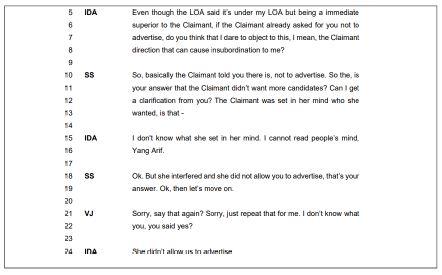 5 IDA Even though the LOA said it's under my LOA but being a immediate
6 superior to the Claimant, if the Claimant already asked for you not to
7 advertise, do you think that I dare to object to this, I mean, the Claimant
8 direction that can cause insubordination to me?
9
10 SS So, basically the Claimant told you there is, not to advertise. So the, is
11 your answer that the Claimant didn't want more candidates? Can I get
12 a clarification from you? The Claimant was set in her mind who she
13 wanted, is that -
14
15 IDA I don't know what she set in her mind. I cannot read people's mind,
16 Yang Arif.
17
18 SS Ok. But she interfered and she did not allow you to advertise, that's your
19 answer. Ok, then let's move on.
20
21 VJ Sorry, say that again? Sorry, just repeat that for me. I don't know what
22 you, you said yes?
23
24 IDA She didn't allow us to advertise